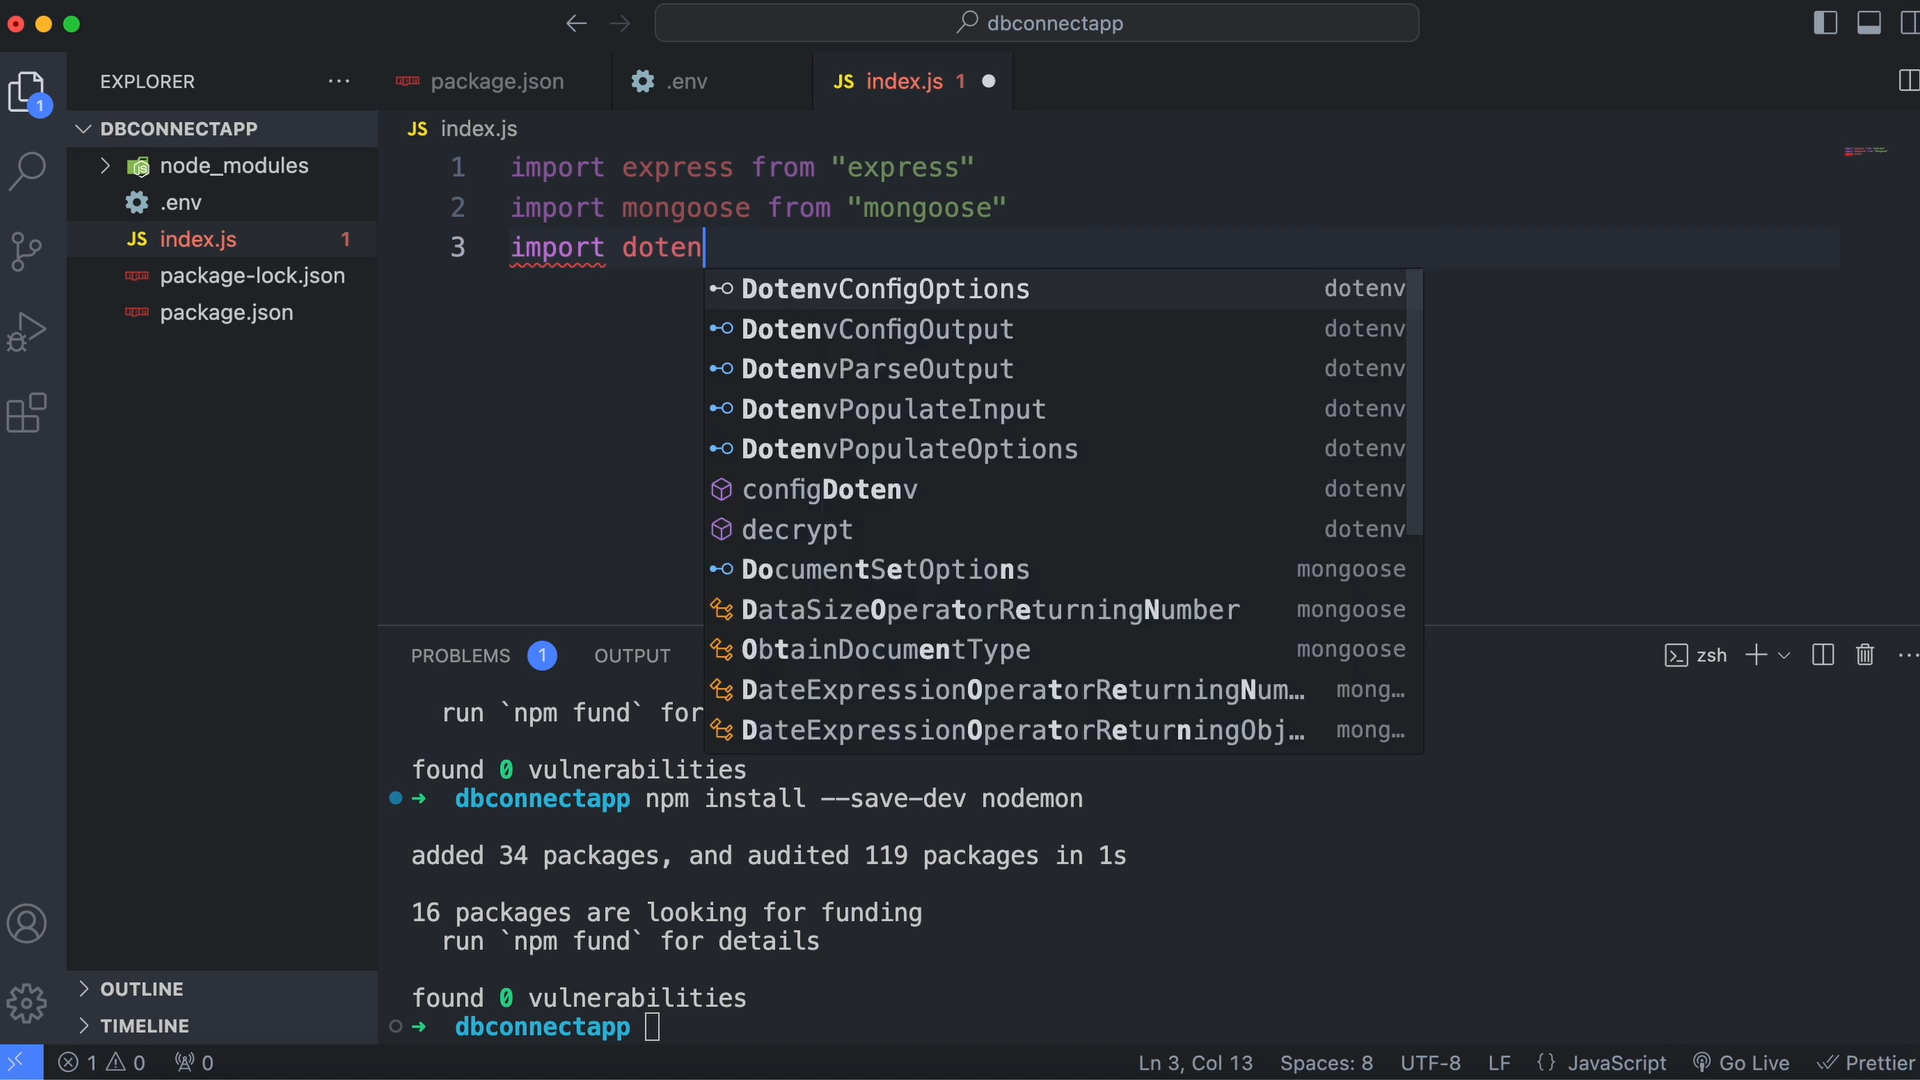 dbconnectapp
EXPLORER
package.json
.env
JS index.js 1
1
DBCONNECTAPP
JS index.js
node_modules
.env
JS index.js 1
package-lock.json
package.json
1 import express from "express"
2 import mongoose from "mongoose"
3 import doten
DotenvConfigOptions dotenv
DotenvConfigOutput dotenv
DotenvParseOutput dotenv
DotenvPopulateInput dotenv
DotenvPopulateOptions dotenv
configDotenv dotenv
decrypt dotenv
DocumentSetOptions mongoose
DataSizeOperatorReturningNumber mongoose
ObtainDocumentType mongoose
DateExpressionOperatorReturningNum… mong…
DateExpressionOperatorReturningObj… mong…
PROBLEMS 1 OUTPUT
zsh
run `npm fund` for
found 0 vulnerabilities
➜ dbconnectapp npm install --save-dev nodemon
added 34 packages, and audited 119 packages in 1s
16 packages are looking for funding
run `npm fund` for details
found 0 vulnerabilities
➜ dbconnectapp
OUTLINE
TIMELINE
1 0 0
Ln 3, Col 13 Spaces: 8 UTF-8 LF {} JavaScript Go Live Prettier